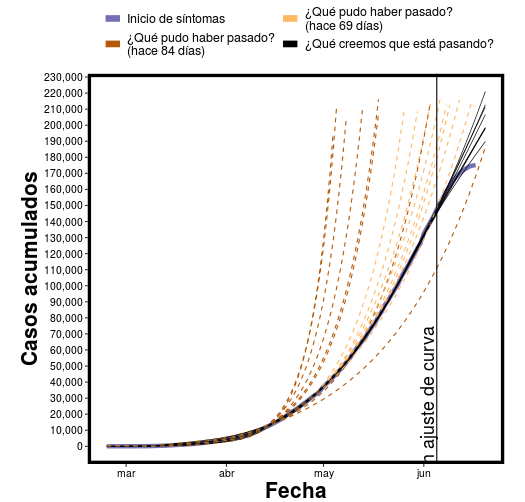 Inicio de síntomas
¿Qué pudo haber pasado?
(hace 69 días)
¿Qué pudo haber pasado?
(hace 84 días)
¿Qué creemos que está pasando?
230,000
220,000
210,000
200,000
190,000
180,000
170,000
160,000
150,000
140,000
130,000
120,000
110,000
100,000
90,000
80,000
70,000
60,000
50,000
40,000
30,000
20,000
10,000
0
Casos acumulados
n ajuste de curva
mar
abr
may
jun
Fecha